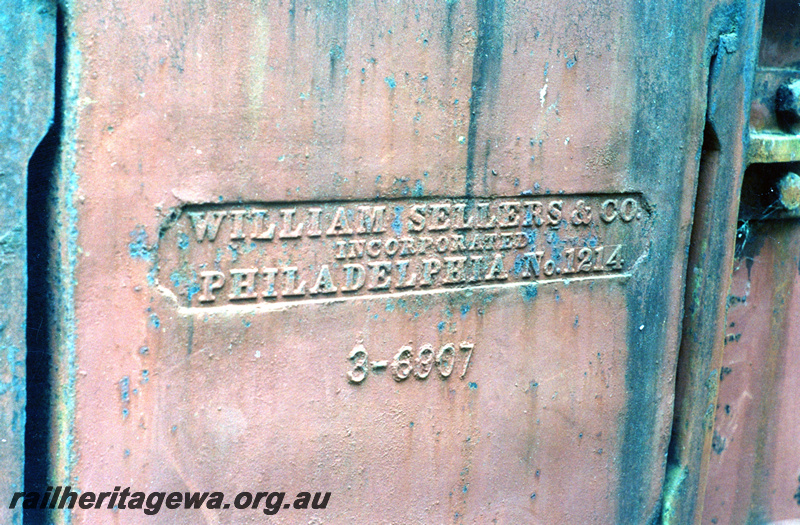 WILLIAM SELLERS & CO.
INCORPORATED
PHILADELPHIA No. 1214
3-6907
railheritagewa.org.au